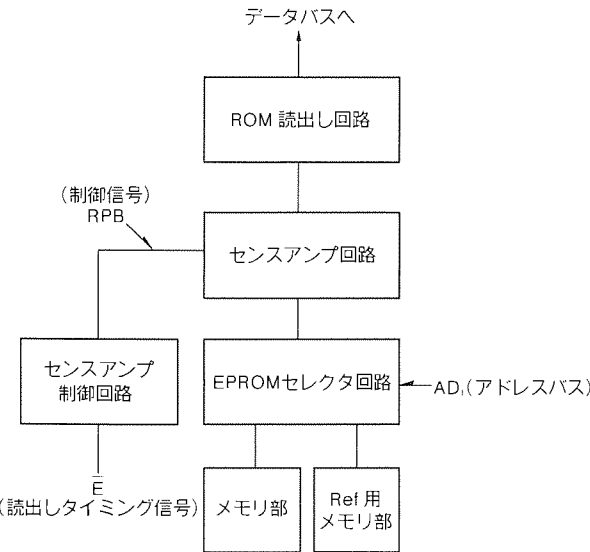 データバスへ
ROM 読出し回路
(制御信号)
RPB
センスアンプ回路
センスアンプ
制御回路
EPROMセレクタ回路
AD,(アドレスバス)
E̅
(読出しタイミング信号)
メモリ部
Ref 用
メモリ部